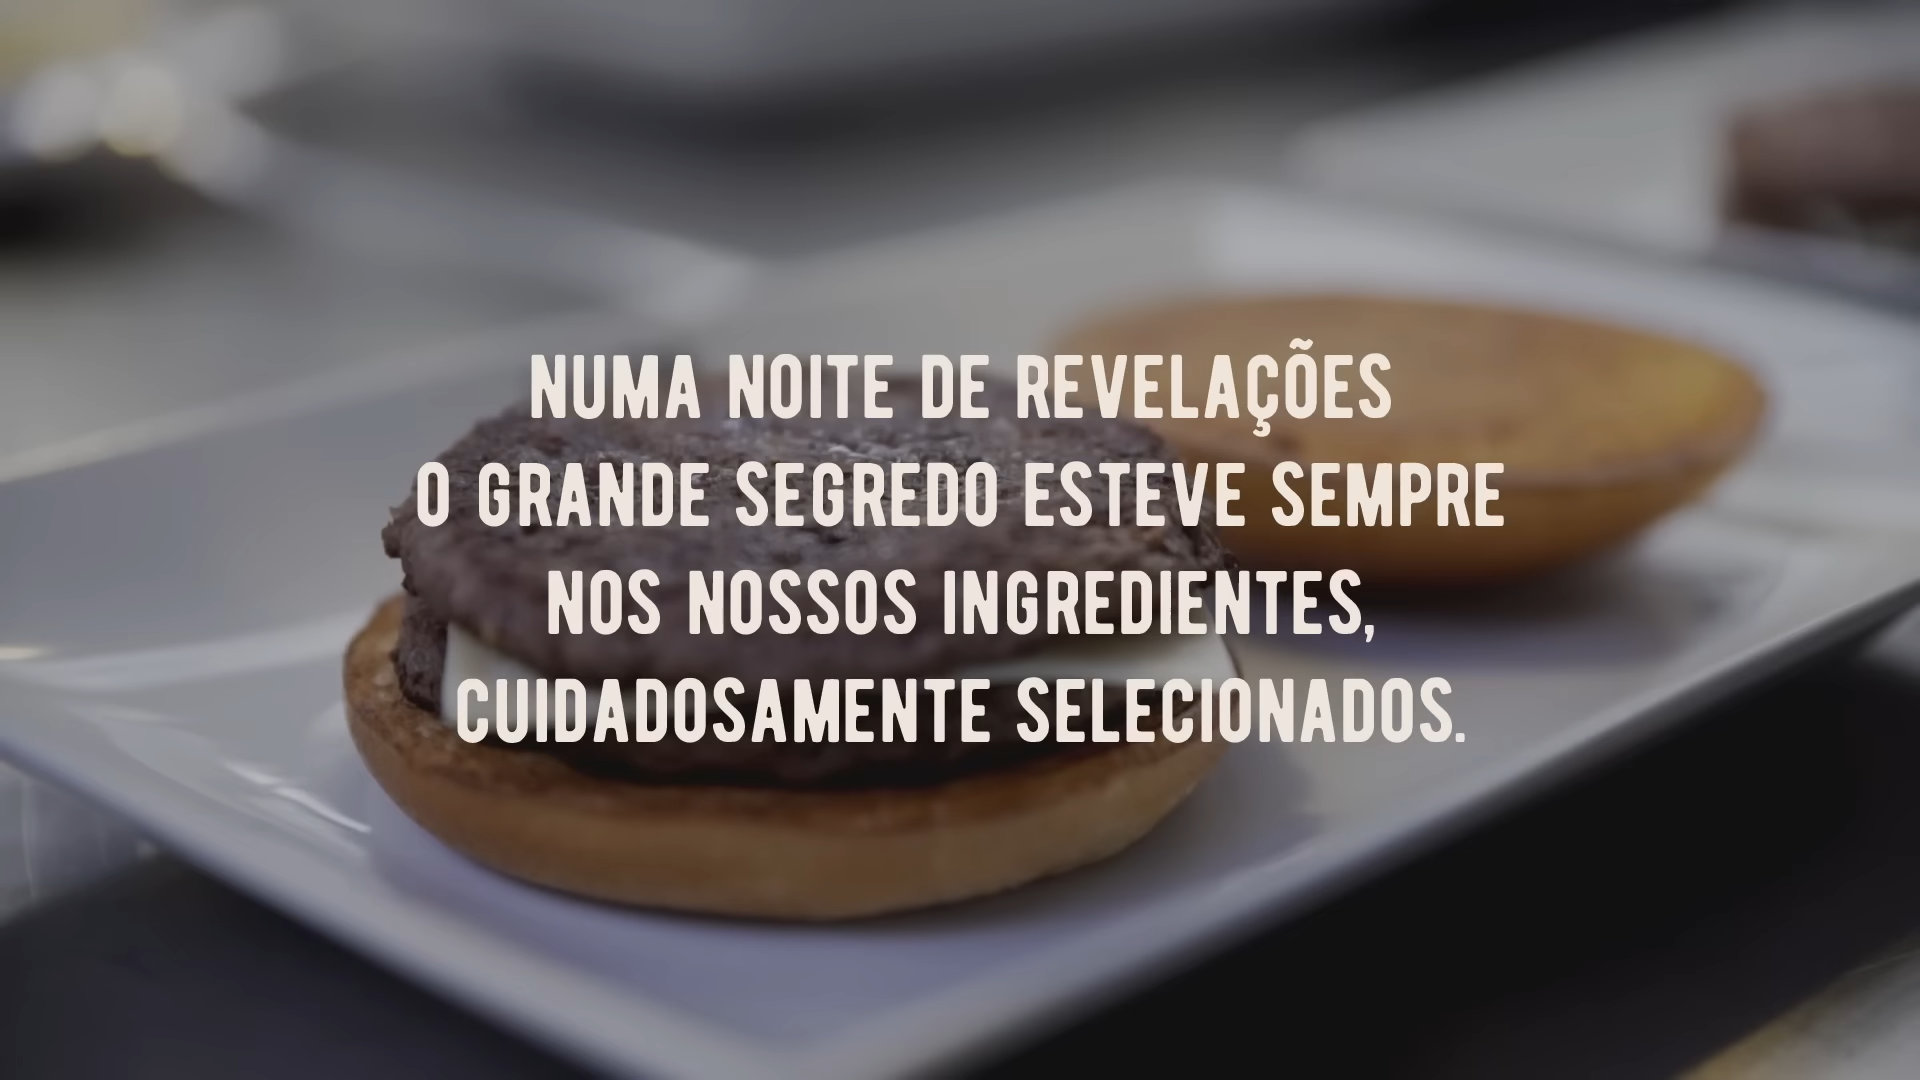 NUMA NOITE DE REVELAÇÕES
O GRANDE SEGREDO ESTEVE SEMPRE
NOS NOSSOS INGREDIENTES,
CUIDADOSAMENTE SELECIONADOS.